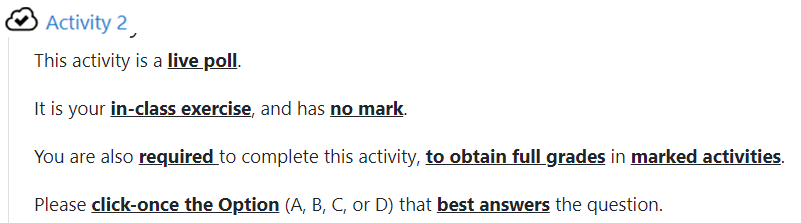 Activity 2
This activity is a live poll.
It is your in-class exercise, and has no mark.
You are also required to complete this activity, to obtain full grades in marked activities.
Please click-once the Option (A, B, C, or D) that best answers the question.